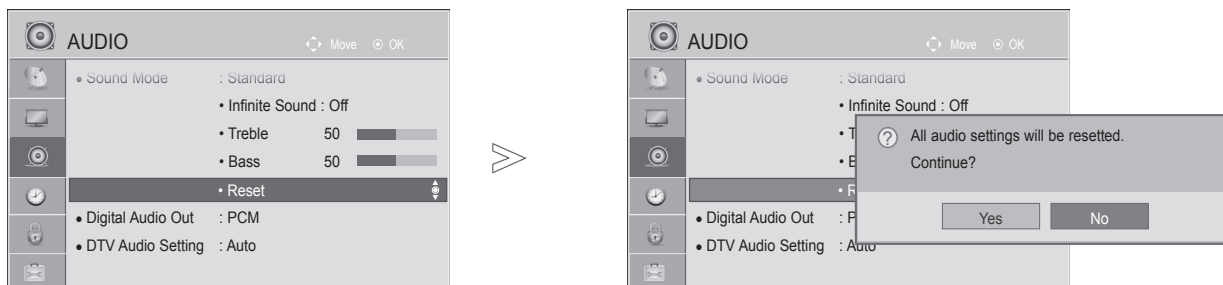 AUDIO
Move OK
• Sound Mode : Standard
• Infinite Sound : Off
• Treble 50
• Bass 50
• Reset
• Digital Audio Out : PCM
• DTV Audio Setting : Auto
AUDIO
Move OK
• Sound Mode : Standard
• Infinite Sound : Off
• T
• B
• R
• Digital Audio Out : P
• DTV Audio Setting : Auto
? All audio settings will be resetted.
Continue?
Yes No